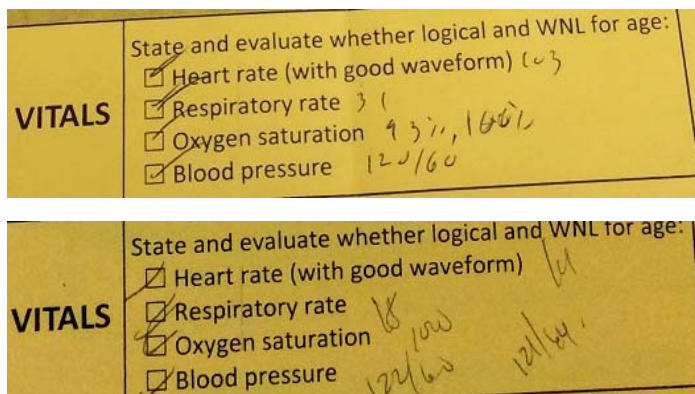 State and evaluate whether logical and WNL for age:
Heart rate (with good waveform) 103
VITALS
Respiratory rate 31
Oxygen saturation 93%, 100%
Blood pressure 120/60
State and evaluate whether logical and WNL for age:
Heart rate (with good waveform)
VITALS
Respiratory rate 18
Oxygen saturation 100
Blood pressure 122/60 121/64.